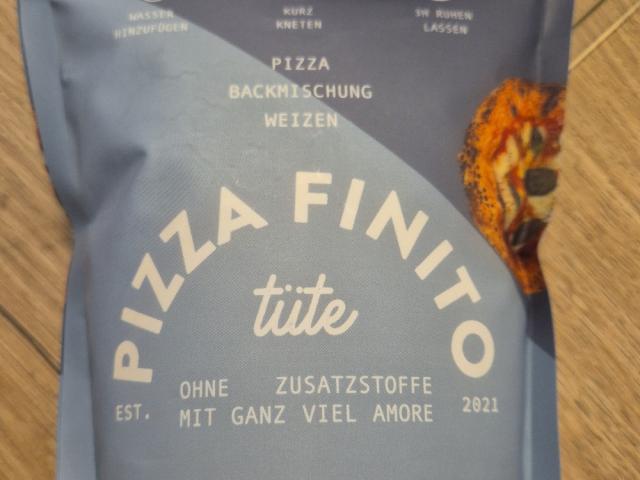 WASSER
HINZUFÜGEN
KURZ
KNETEN
3H RUHEN
LASSEN
PIZZA
BACKMISCHUNG
WEIZEN
PIZZA FINITO
tüte
OHNE ZUSATZSTOFFE
MIT GANZ VIEL AMORE
EST. 2021